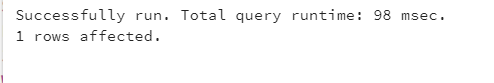 Successfully run. Total query runtime: 98 msec.
1 rows affected.